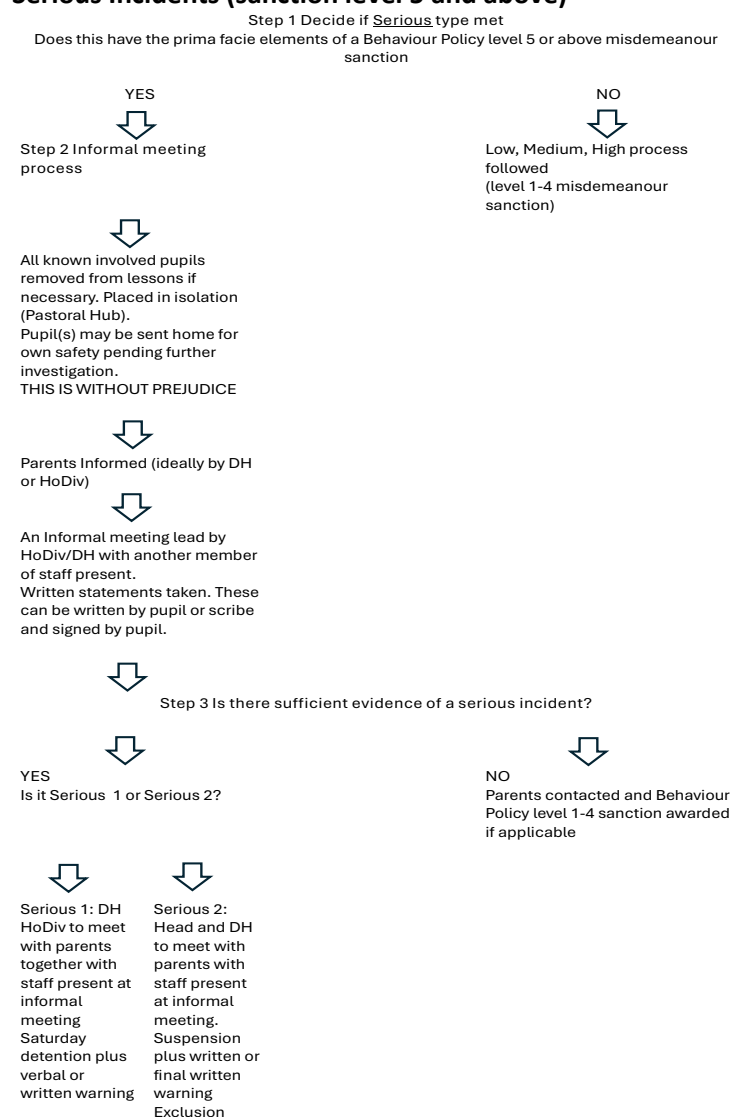 Serious Incidents (sanction level 5 and above)
Step 1 Decide if Serious type met
Does this have the prima facie elements of a Behaviour Policy level 5 or above misdemeanour
sanction
YES
NO
Step 2 Informal meeting
process
Low, Medium, High process
followed
(level 1-4 misdemeanour
sanction)
All known involved pupils
removed from lessons if
necessary. Placed in isolation
(Pastoral Hub).
Pupil(s) may be sent home for
own safety pending further
investigation.
THIS IS WITHOUT PREJUDICE
Parents Informed (ideally by DH
or HoDiv)
An Informal meeting lead by
HoDiv/DH with another member
of staff present.
Written statements taken. These
can be written by pupil or scribe
and signed by pupil.
Step 3 Is there sufficient evidence of a serious incident?
YES
Is it Serious 1 or Serious 2?
NO
Parents contacted and Behaviour
Policy level 1-4 sanction awarded
if applicable
Serious 1: DH
HoDiv to meet
with parents
together with
staff present at
informal
meeting
Saturday
detention plus
verbal or
written warning
Serious 2:
Head and DH
to meet with
parents with
staff present
at informal
meeting.
Suspension
plus written or
final written
warning
Exclusion